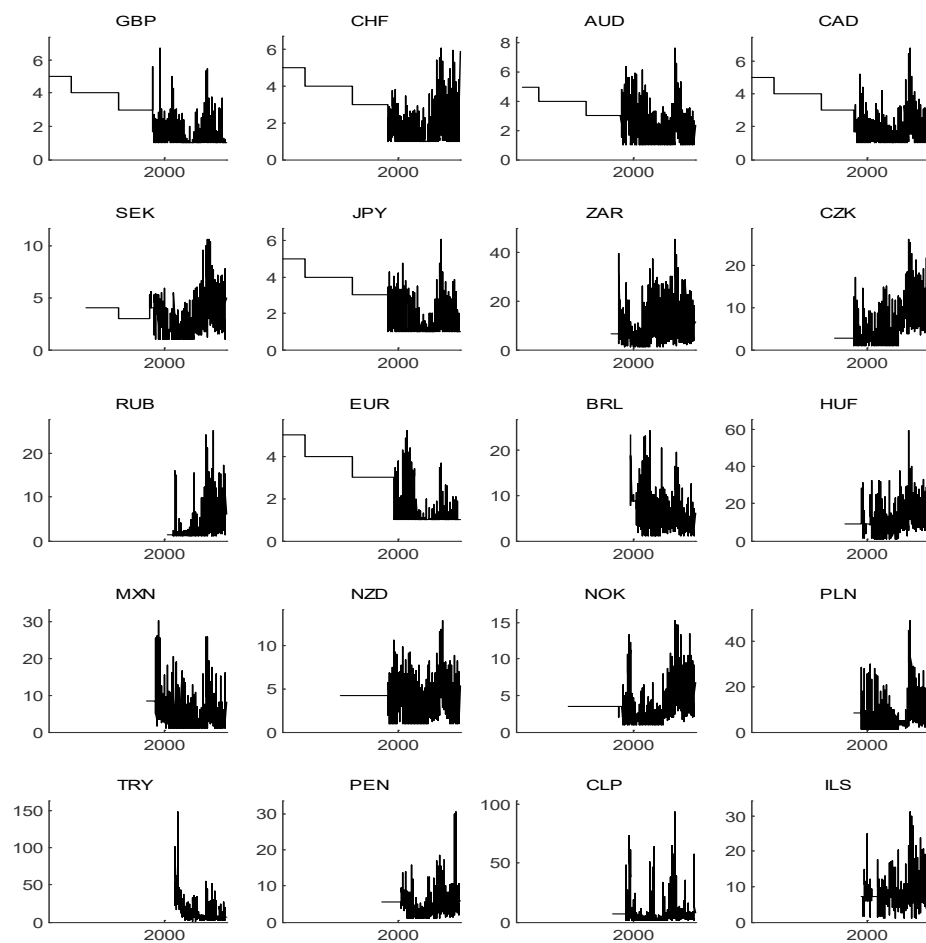 GBP CHF AUD CAD
6 6 8 6
4 4 6 4
2 2 4 2
0 0 2 0
0
2000 2000 2000 2000
SEK JPY ZAR CZK
10 6 40 20
5 4 20 10
0 2 0 0
0
2000 2000 2000 2000
RUB EUR BRL HUF
20 4 20 60
10 2 10 40
0 0 0 20
0
2000 2000 2000 2000
MXN NZD NOK PLN
30 10 15 40
20 5 10 20
10 0 5 0
0 0
2000 2000 2000 2000
TRY PEN CLP ILS
150 30 100 30
100 20 50 20
50 10 0 10
0 0 0
2000 2000 2000 2000